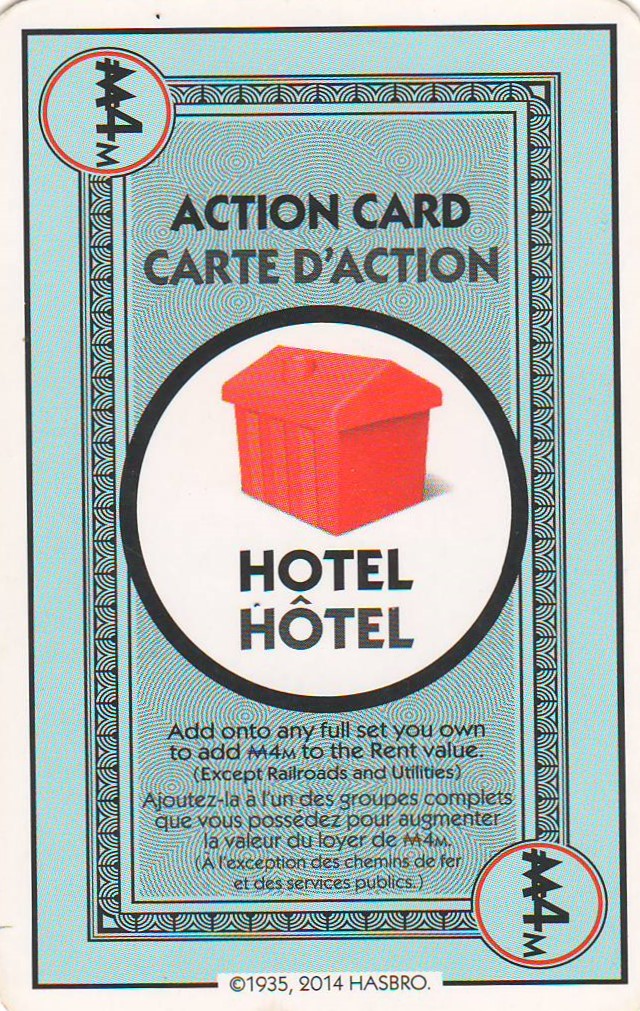 ₩4M
ACTION CARD
CARTE D'ACTION
HOTEL
HÔTEL
Add onto any full set you own
to add ₩4M to the Rent value.
(Except Railroads and Utilities)
Ajoutez-la à l'un des groupes complets
que vous possédez pour augmenter
la valeur du loyer de ₩4M.
(À l'exception des chemins de fer
et des services publics.)
₩4M
©1935, 2014 HASBRO.